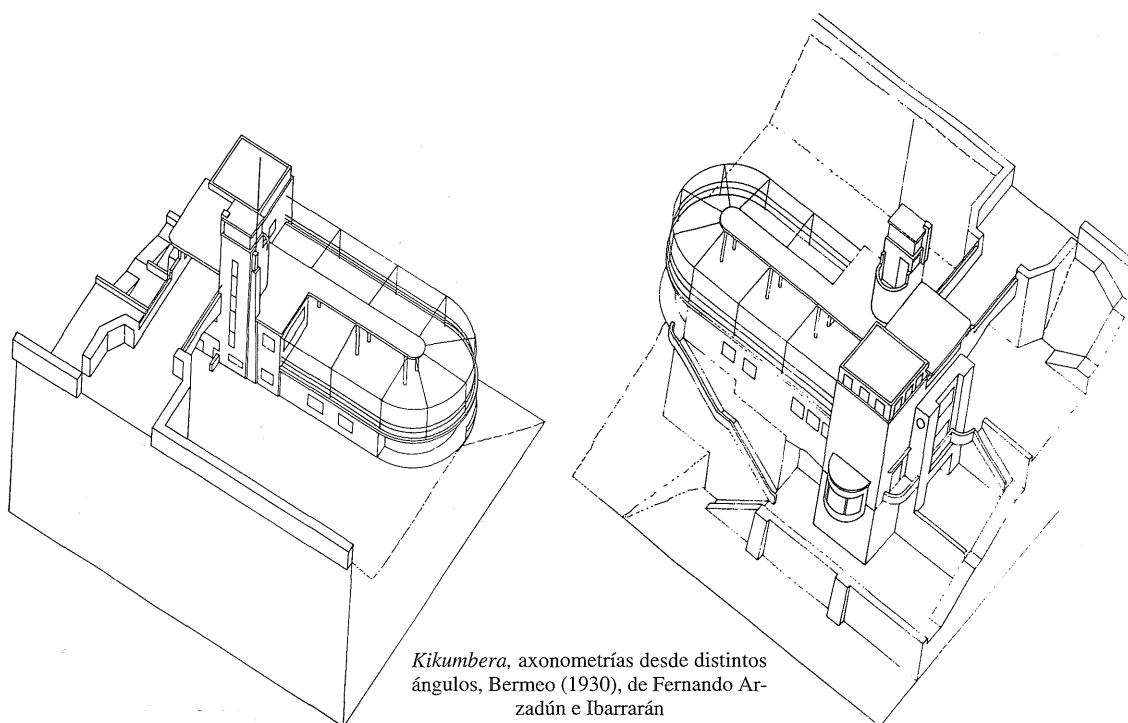 Kikumbera, axonometrías desde distintos
ángulos, Bermeo (1930), de Fernando Ar-
zadún e Ibarrarán